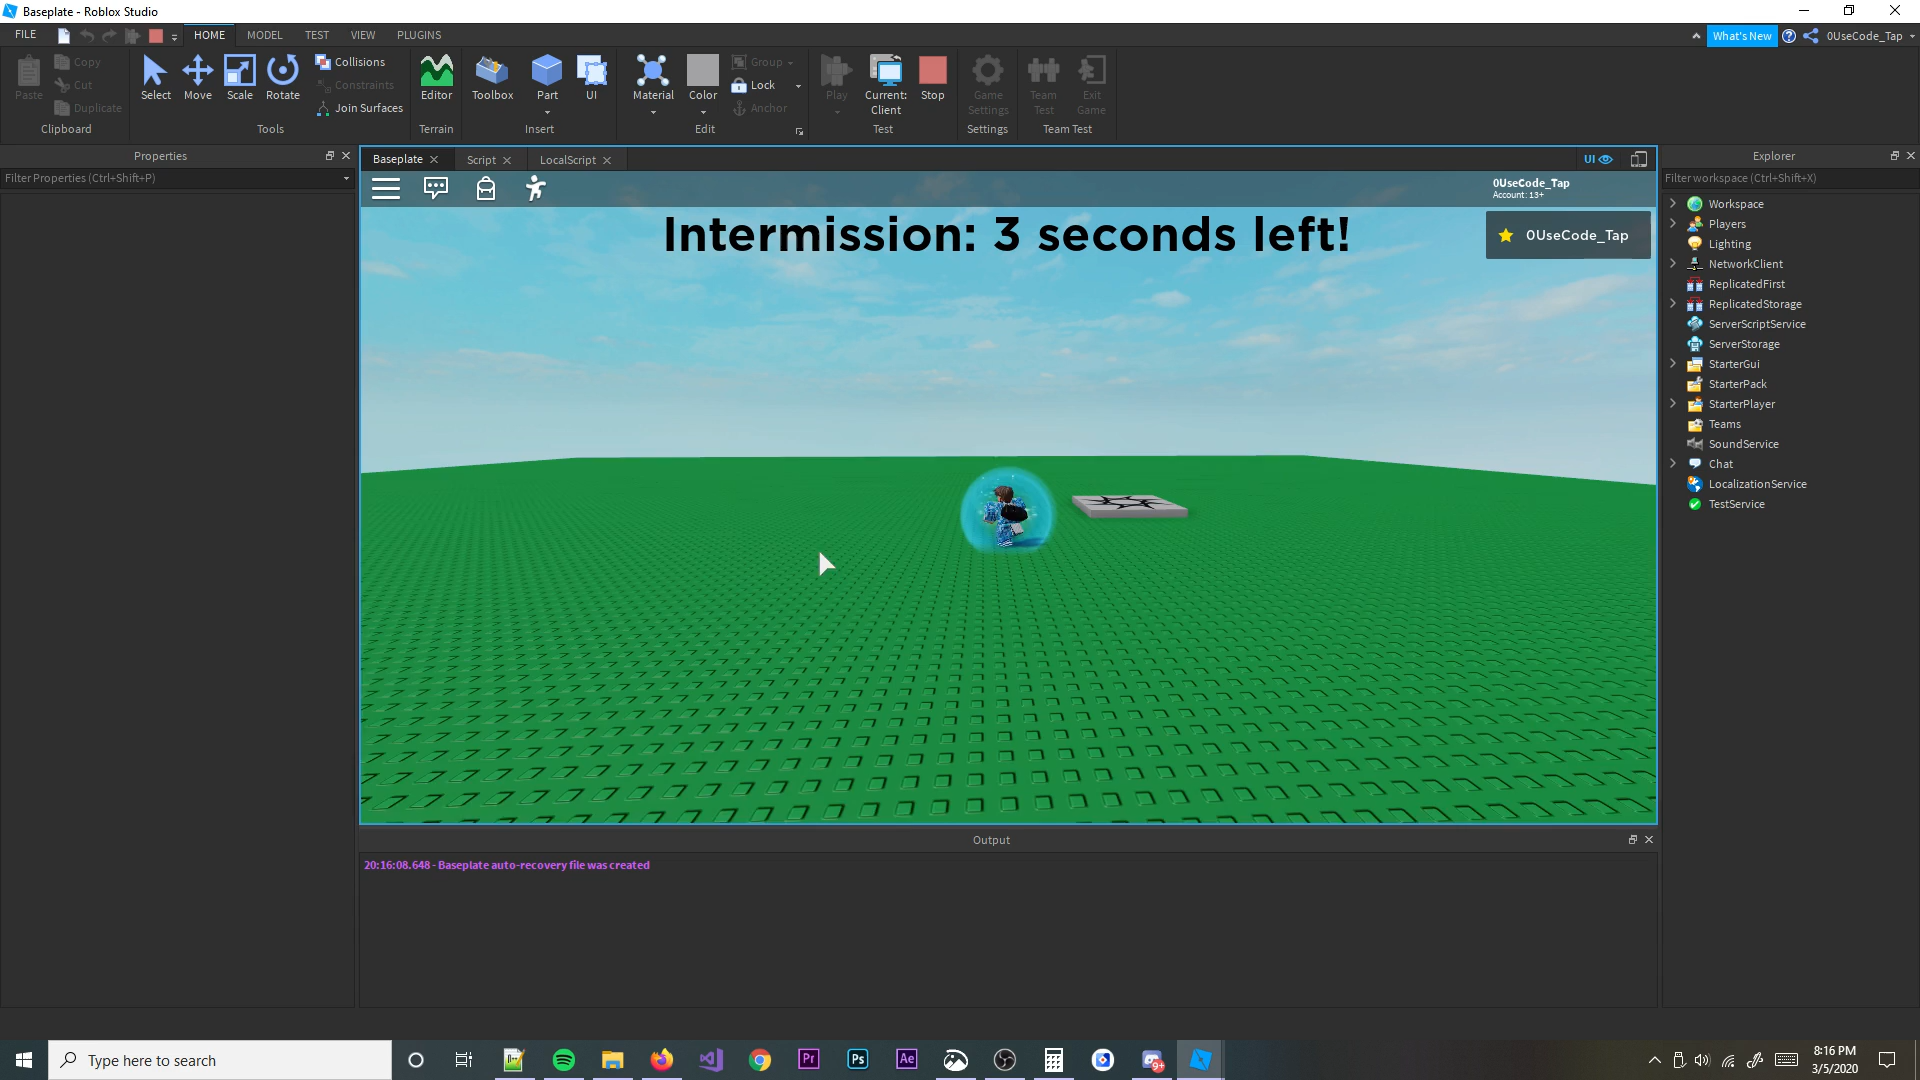 Baseplate - Roblox Studio
FILE
HOME
MODEL
TEST
VIEW
PLUGINS
What's New
0UseCode_Tap
Paste
Copy
Cut
Duplicate
Clipboard
Select
Move
Scale
Rotate
Collisions
Constraints
Join Surfaces
Tools
Editor
Terrain
Toolbox
Part
UI
Insert
Material
Color
Group
Lock
Anchor
Edit
Play
Current:
Client
Stop
Test
Game
Settings
Settings
Team
Test
Exit
Game
Team Test
Properties
Filter Properties (Ctrl+Shift+P)
Baseplate
Script
LocalScript
UI
0UseCode_Tap
Account: 13+
Intermission: 3 seconds left!
0UseCode_Tap
Explorer
Filter workspace (Ctrl+Shift+X)
Workspace
Players
Lighting
NetworkClient
ReplicatedFirst
ReplicatedStorage
ServerScriptService
ServerStorage
StarterGui
StarterPack
StarterPlayer
Teams
SoundService
Chat
LocalizationService
TestService
Output
20:16:08.648 - Baseplate auto-recovery file was created
Type here to search
Pr
Ps
Ae
9+
8:16 PM
3/5/2020